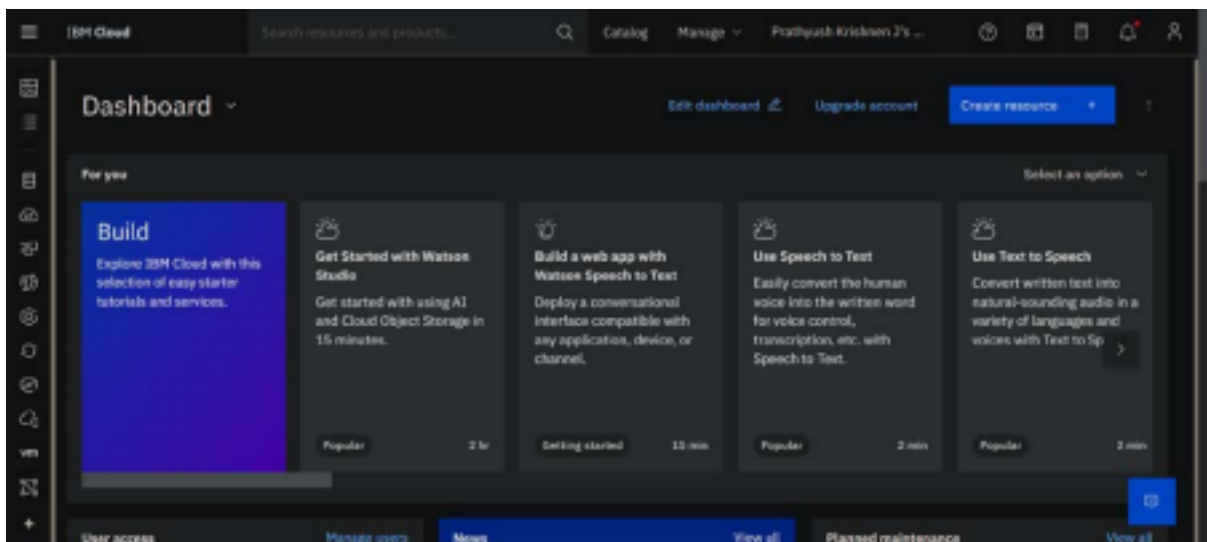 IBM Cloud
Search resources and products...
Catalog
Manage
Prathyush Krishnen J's ...
Dashboard
Edit dashboard
Upgrade account
Create resource +
For you
Select an option
Build
Explore IBM Cloud with this
selection of easy starter
tutorials and services.
Get Started with Watson
Studio
Get started with using AI
and Cloud Object Storage in
15 minutes.
Popular
2 hr
Build a web app with
Watson Speech to Text
Deploy a conversational
interface compatible with
any application, device, or
channel.
Getting started
15 min
Use Speech to Text
Easily convert the human
voice into the written word
for voice control,
transcription, etc. with
Speech to Text.
Popular
2 min
Use Text to Speech
Convert written text into
natural-sounding audio in a
variety of languages and
voices with Text to Sp
Popular
2 min
vm
User access
Manage users
News
View all
Planned maintenance
View all